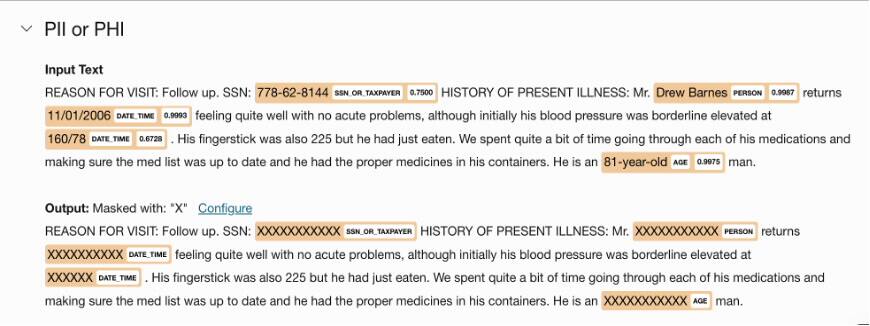 PII or PHI
Input Text
REASON FOR VISIT: Follow up. SSN: 778-62-8144 SSN_OR_TAXPAYER 0.7500 HISTORY OF PRESENT ILLNESS: Mr. Drew Barnes PERSON 0.9987 returns
11/01/2006 DATE_TIME 0.9993 feeling quite well with no acute problems, although initially his blood pressure was borderline elevated at
160/78 DATE_TIME 0.6728 . His fingerstick was also 225 but he had just eaten. We spent quite a bit of time going through each of his medications and
making sure the med list was up to date and he had the proper medicines in his containers. He is an 81-year-old AGE 0.9975 man.
Output: Masked with: "X" Configure
REASON FOR VISIT: Follow up. SSN: XXXXXXXXXXX SSN_OR_TAXPAYER HISTORY OF PRESENT ILLNESS: Mr. XXXXXXXXXXX PERSON returns
XXXXXXXXXX DATE_TIME feeling quite well with no acute problems, although initially his blood pressure was borderline elevated at
XXXXXX DATE_TIME . His fingerstick was also 225 but he had just eaten. We spent quite a bit of time going through each of his medications and
making sure the med list was up to date and he had the proper medicines in his containers. He is an XXXXXXXXXXX AGE man.